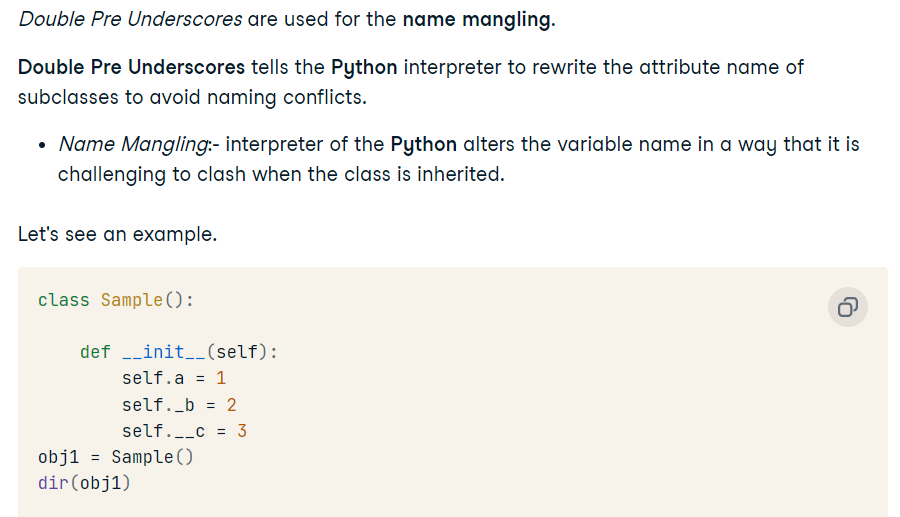 Double Pre Underscores are used for the name mangling.
Double Pre Underscores tells the Python interpreter to rewrite the attribute name of
subclasses to avoid naming conflicts.
• Name Mangling:- interpreter of the Python alters the variable name in a way that it is
challenging to clash when the class is inherited.
Let's see an example.
class Sample():
    def __init__(self):
        self.a = 1
        self._b = 2
        self.__c = 3
obj1 = Sample()
dir(obj1)